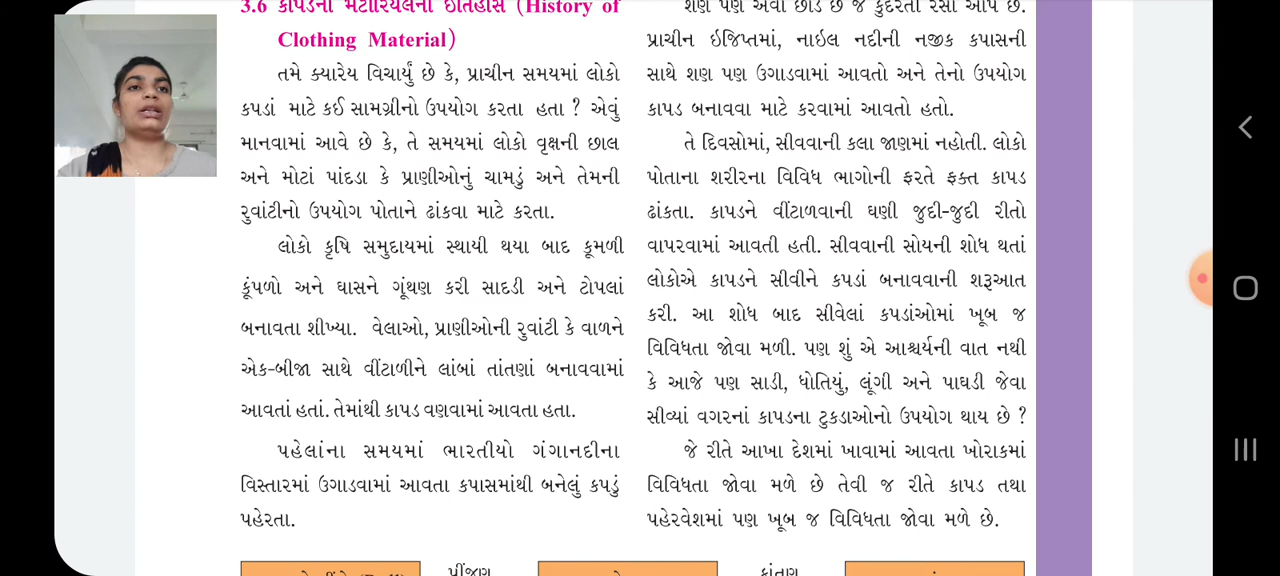 3.6 કાપડના મટીરિયલનો ઇતિહાસ (History of
Clothing Material)
તમે ક્યારેય વિચાર્યું છે કે, પ્રાચીન સમયમાં લોકો
કપડાં માટે કઈ સામગ્રીનો ઉપયોગ કરતા હતા ? એવું
માનવામાં આવે છે કે, તે સમયમાં લોકો વૃક્ષની છાલ
અને મોટાં પાંદડા કે પ્રાણીઓનું ચામડું અને તેમની
રુવાંટીનો ઉપયોગ પોતાને ઢાંકવા માટે કરતા.
લોકો કૃષિ સમુદાયમાં સ્થાયી થયા બાદ કૂમળી
કૂંપળો અને ઘાસને ગૂંથણ કરી સાદડી અને ટોપલાં
બનાવતા શીખ્યા. વેલાઓ, પ્રાણીઓની રુવાંટી કે વાળને
એક-બીજા સાથે વીંટાળીને લાંબાં તાંતણાં બનાવવામાં
આવતાં હતાં. તેમાંથી કાપડ વણવામાં આવતા હતા.
પહેલાંના સમયમાં ભારતીયો ગંગાનદીના
વિસ્તારમાં ઉગાડવામાં આવતા કપાસમાંથી બનેલું કપડું
પહેરતા.
શણ પણ એવો છોડ છે જે કુદરતી રેસા આપે છે.
પ્રાચીન ઇજિપ્તમાં, નાઇલ નદીની નજીક કપાસની
સાથે શણ પણ ઉગાડવામાં આવતો અને તેનો ઉપયોગ
કાપડ બનાવવા માટે કરવામાં આવતો હતો.
તે દિવસોમાં, સીવવાની કલા જાણમાં નહોતી. લોકો
પોતાના શરીરના વિવિધ ભાગોની ફરતે ફક્ત કાપડ
ઢાંકતા. કાપડને વીંટાળવાની ઘણી જુદી-જુદી રીતો
વાપરવામાં આવતી હતી. સીવવાની સોયની શોધ થતાં
લોકોએ કાપડને સીવીને કપડાં બનાવવાની શરૂઆત
કરી. આ શોધ બાદ સીવેલાં કપડાંઓમાં ખૂબ જ
વિવિધતા જોવા મળી. પણ શું એ આશ્ચર્યની વાત નથી
કે આજે પણ સાડી, ધોતિયું, લૂંગી અને પાઘડી જેવા
સીવ્યાં વગરનાં કાપડના ટુકડાઓનો ઉપયોગ થાય છે ?
જે રીતે આખા દેશમાં ખાવામાં આવતા ખોરાકમાં
વિવિધતા જોવા મળે છે તેવી જ રીતે કાપડ તથા
પહેરવેશમાં પણ ખૂબ જ વિવિધતા જોવા મળે છે.
પીંજણ
કાંતણ